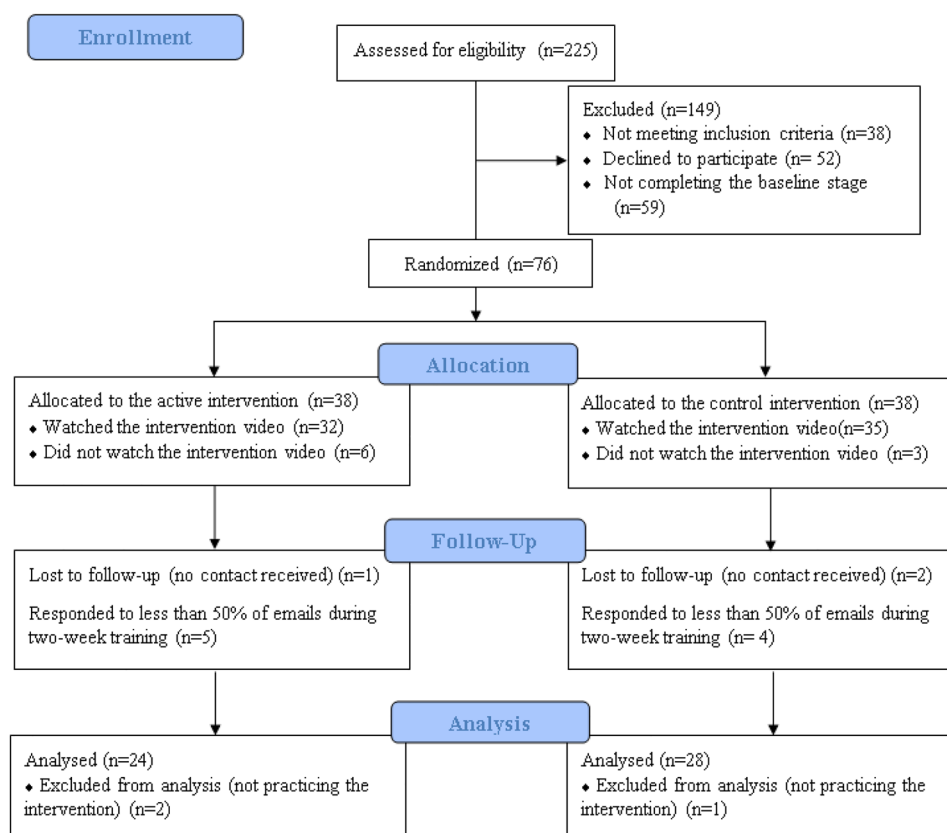 Enrollment
Assessed for eligibility (n=225)
Excluded (n=149)
♦ Not meeting inclusion criteria (n=38)
♦ Declined to participate (n= 52)
♦ Not completing the baseline stage
(n=59)
Randomized (n=76)
Allocation
Allocated to the active intervention (n=38)
♦ Watched the intervention video (n=32)
♦ Did not watch the intervention video (n=6)
Allocated to the control intervention (n=38)
♦ Watched the intervention video(n=35)
♦ Did not watch the intervention video (n=3)
Follow-Up
Lost to follow-up (no contact received) (n=1)
Responded to less than 50% of emails during
two-week training (n=5)
Lost to follow-up (no contact received) (n=2)
Responded to less than 50% of emails during
two-week training (n= 4)
Analysis
Analysed (n=24)
♦ Excluded from analysis (not practicing the
intervention) (n=2)
Analysed (n=28)
♦ Excluded from analysis (not practicing the
intervention) (n=1)